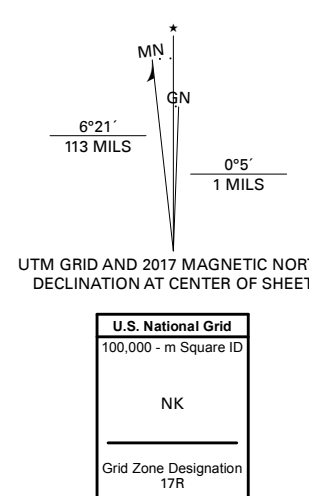 ★
MN
GN
6°21´
113 MILS
0°5´
1 MILS
UTM GRID AND 2017 MAGNETIC NORT
DECLINATION AT CENTER OF SHEET
U.S. National Grid
100,000 - m Square ID
NK
Grid Zone Designation
17R